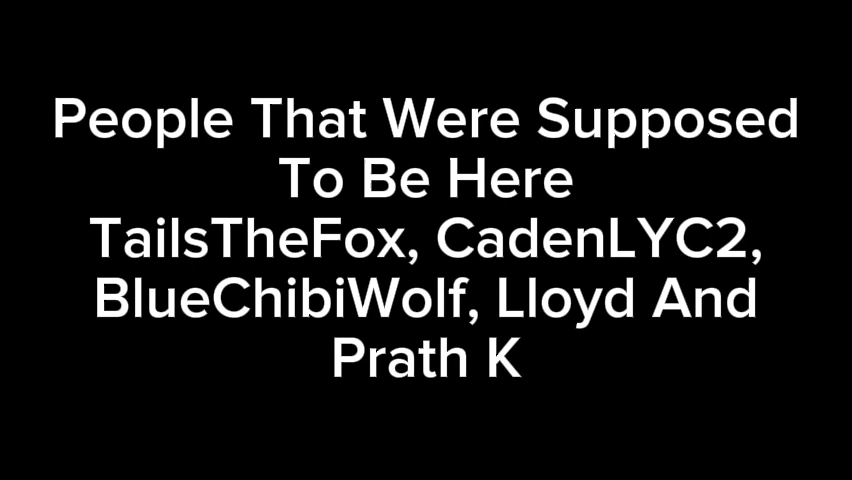 People That Were Supposed
To Be Here
TailsTheFox, CadenLYC2,
BlueChibiWolf, Lloyd And
Prath K